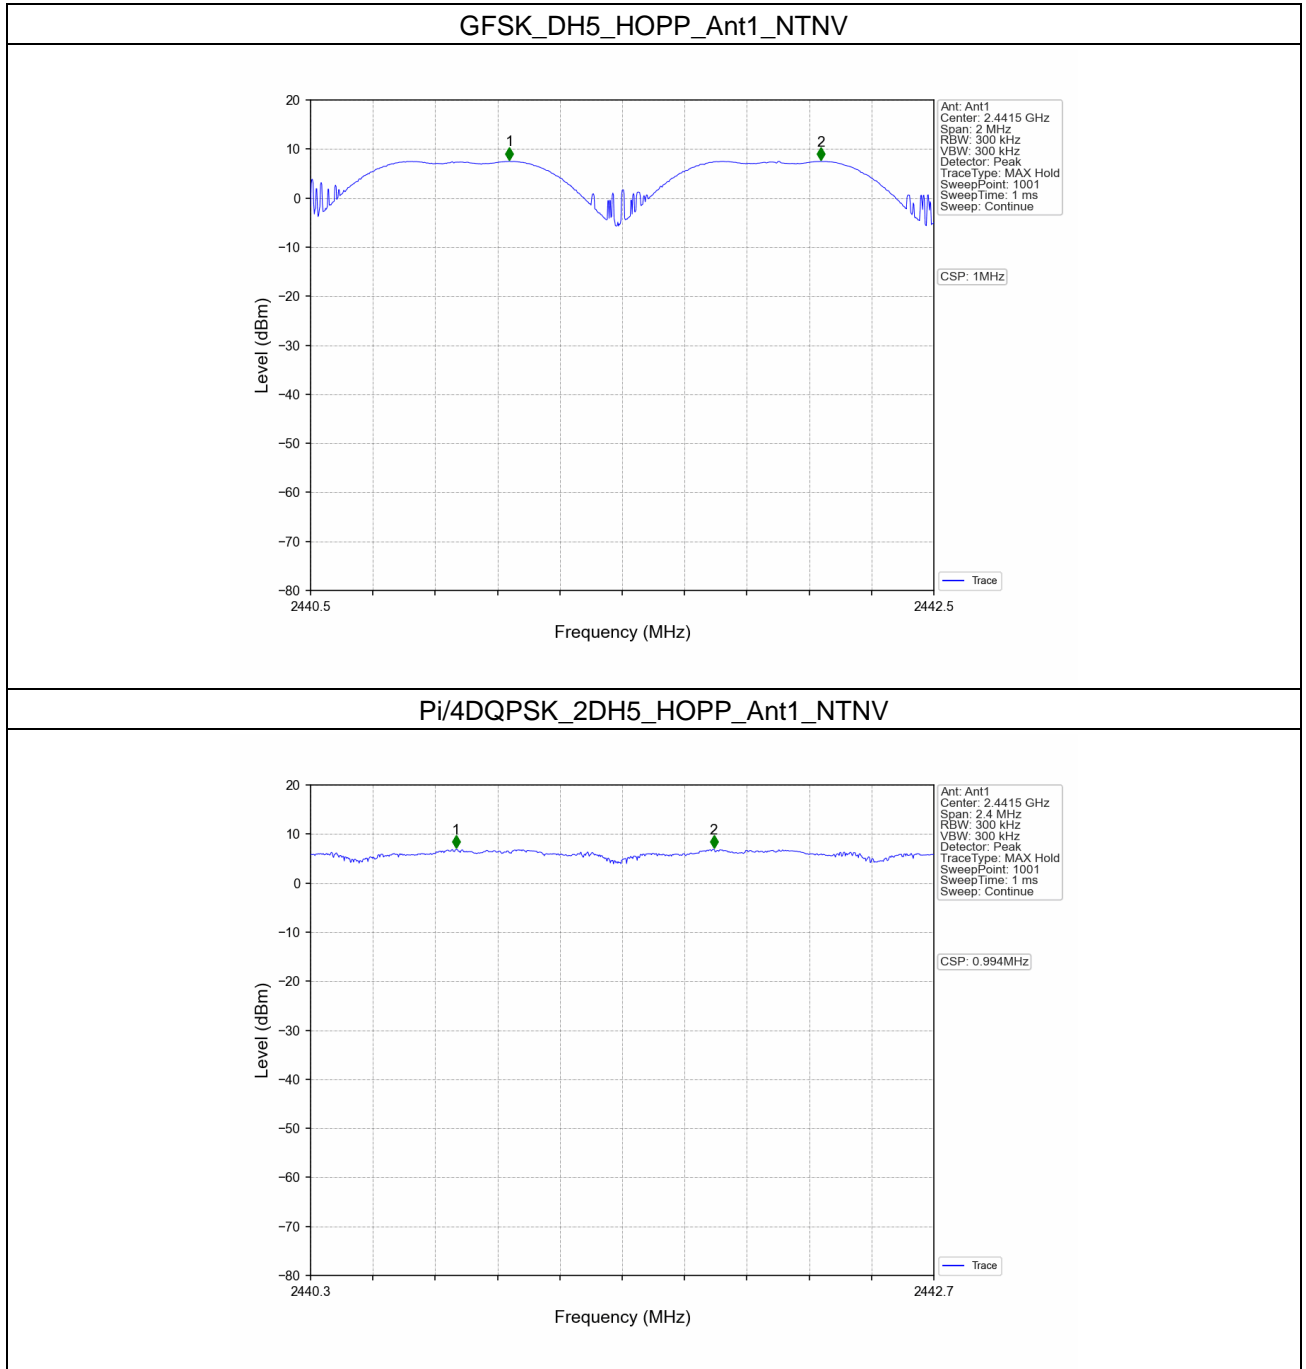 GFSK_DH5_HOPP_Ant1_NTNV
20
10
0
−10
−20
−30
−40
−50
−60
−70
−80
Level (dBm)
1
2
2440.5
2442.5
Frequency (MHz)
Ant: Ant1
Center: 2.4415 GHz
Span: 2 MHz
RBW: 300 kHz
VBW: 300 kHz
Detector: Peak
TraceType: MAX Hold
SweepPoint: 1001
SweepTime: 1 ms
Sweep: Continue
CSP: 1MHz
Trace
Pi/4DQPSK_2DH5_HOPP_Ant1_NTNV
20
10
0
−10
−20
−30
−40
−50
−60
−70
−80
Level (dBm)
1
2
2440.3
2442.7
Frequency (MHz)
Ant: Ant1
Center: 2.4415 GHz
Span: 2.4 MHz
RBW: 300 kHz
VBW: 300 kHz
Detector: Peak
TraceType: MAX Hold
SweepPoint: 1001
SweepTime: 1 ms
Sweep: Continue
CSP: 0.994MHz
Trace